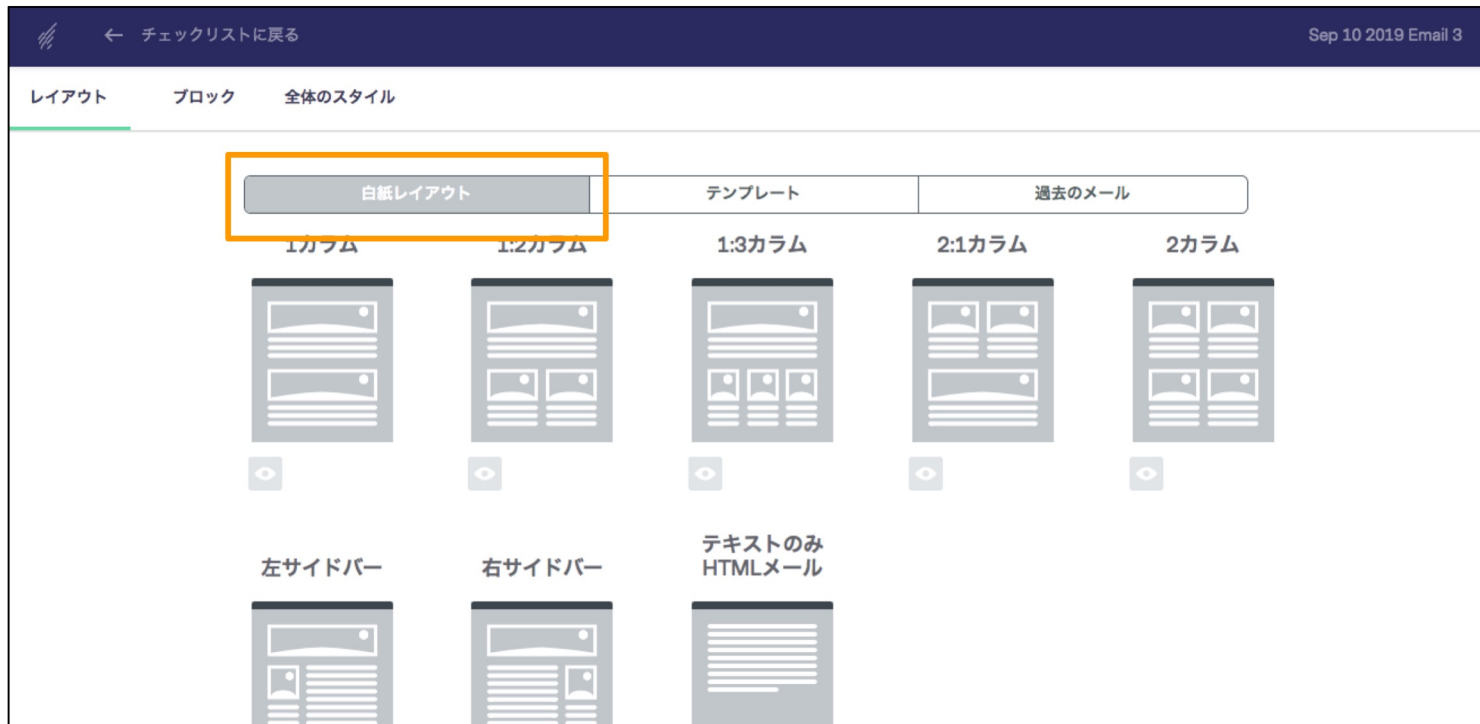 ← チェックリストに戻る
Sep 10 2019 Email 3
レイアウト ブロック 全体のスタイル
白紙レイアウト テンプレート 過去のメール
1カラム 1:2カラム 1:3カラム 2:1カラム 2カラム
左サイドバー 右サイドバー テキストのみ
HTMLメール